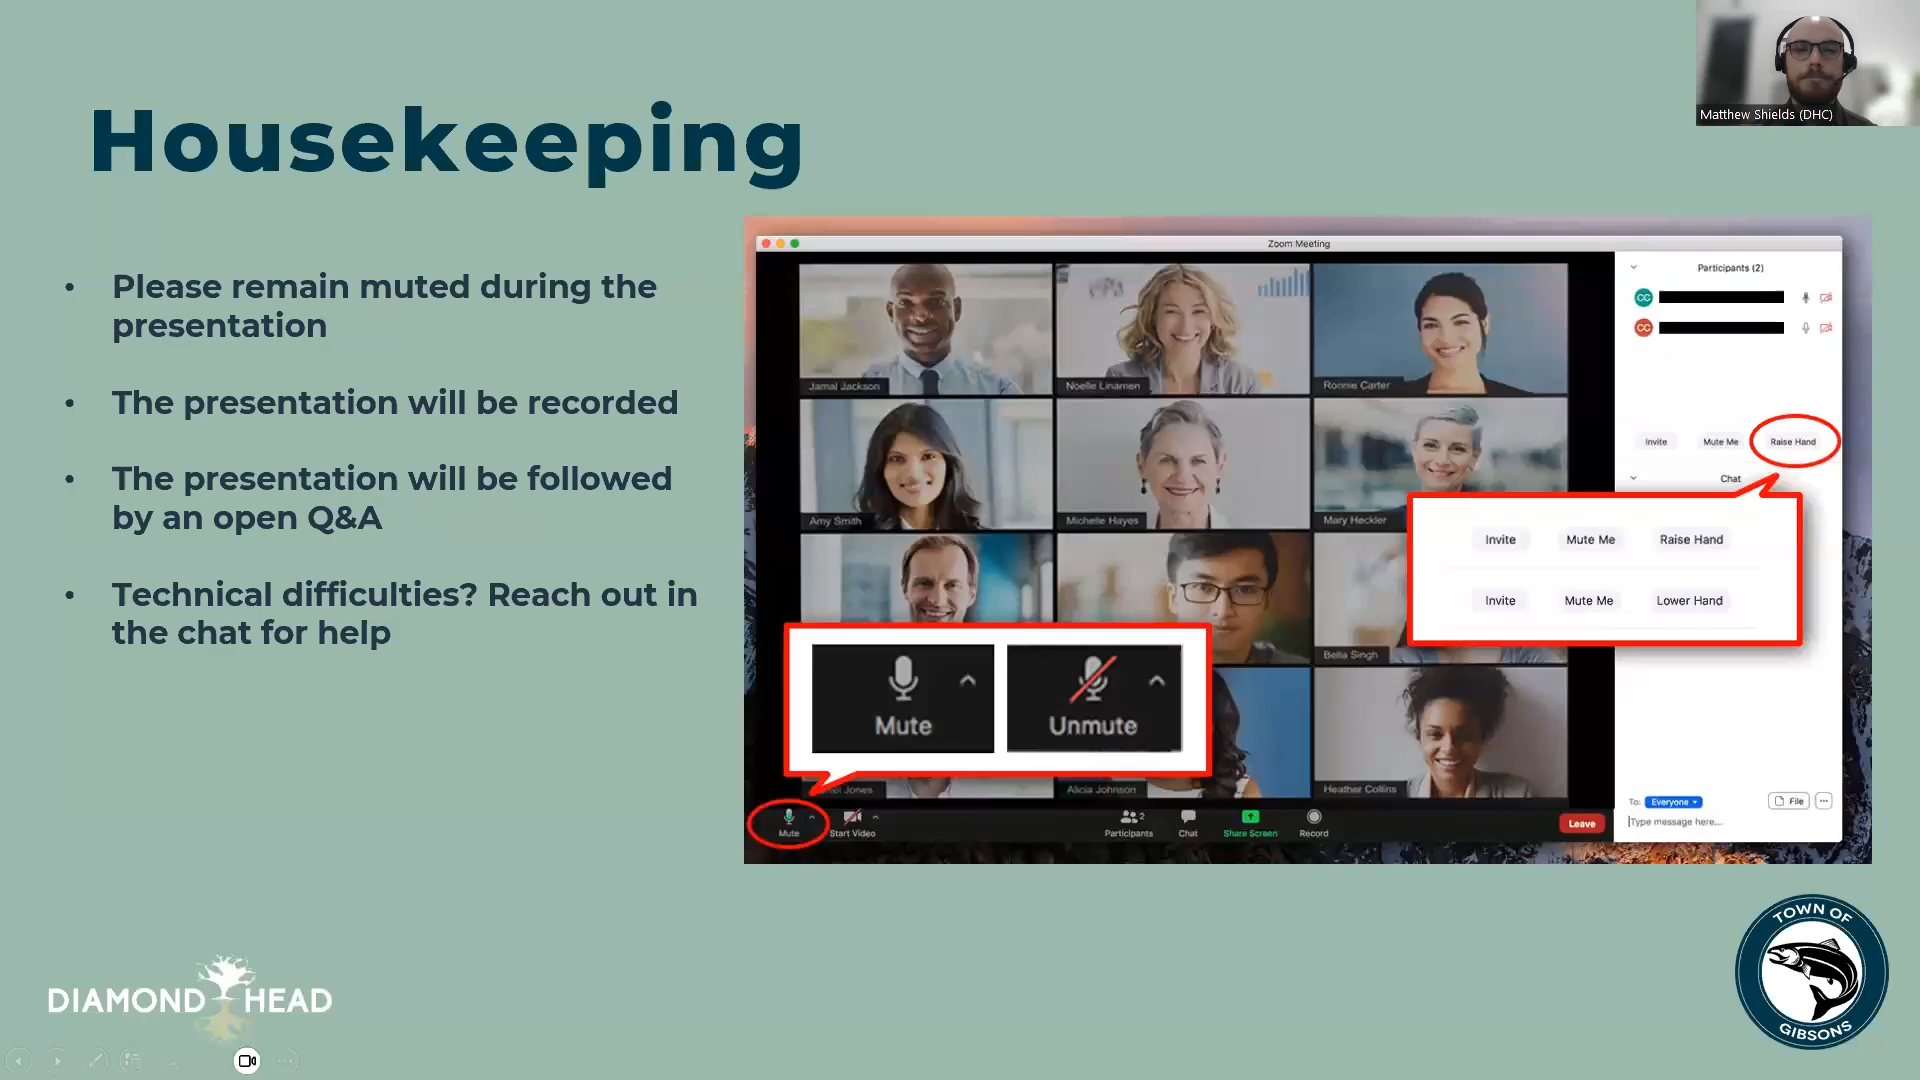 Matthew Shields (DHC)
Housekeeping
• Please remain muted during the
presentation
• The presentation will be recorded
• The presentation will be followed
by an open Q&A
• Technical difficulties? Reach out in
the chat for help
Zoom Meeting
Participants (2)
CC
CC
Jamal Jackson
Noelle Linamen
Ronnie Carter
Invite Mute Me Raise Hand
Chat
Amy Smith
Michelle Hayes
Mary Heckler
Invite Mute Me Raise Hand
Invite Mute Me Lower Hand
Bella Singh
Mute Unmute
Jones
Alicia Johnson
Heather Collins
To: Everyone File
Type message here...
Mute Start Video Participants 2 Chat Share Screen Record Leave
DIAMOND HEAD
TOWN OF
GIBSONS